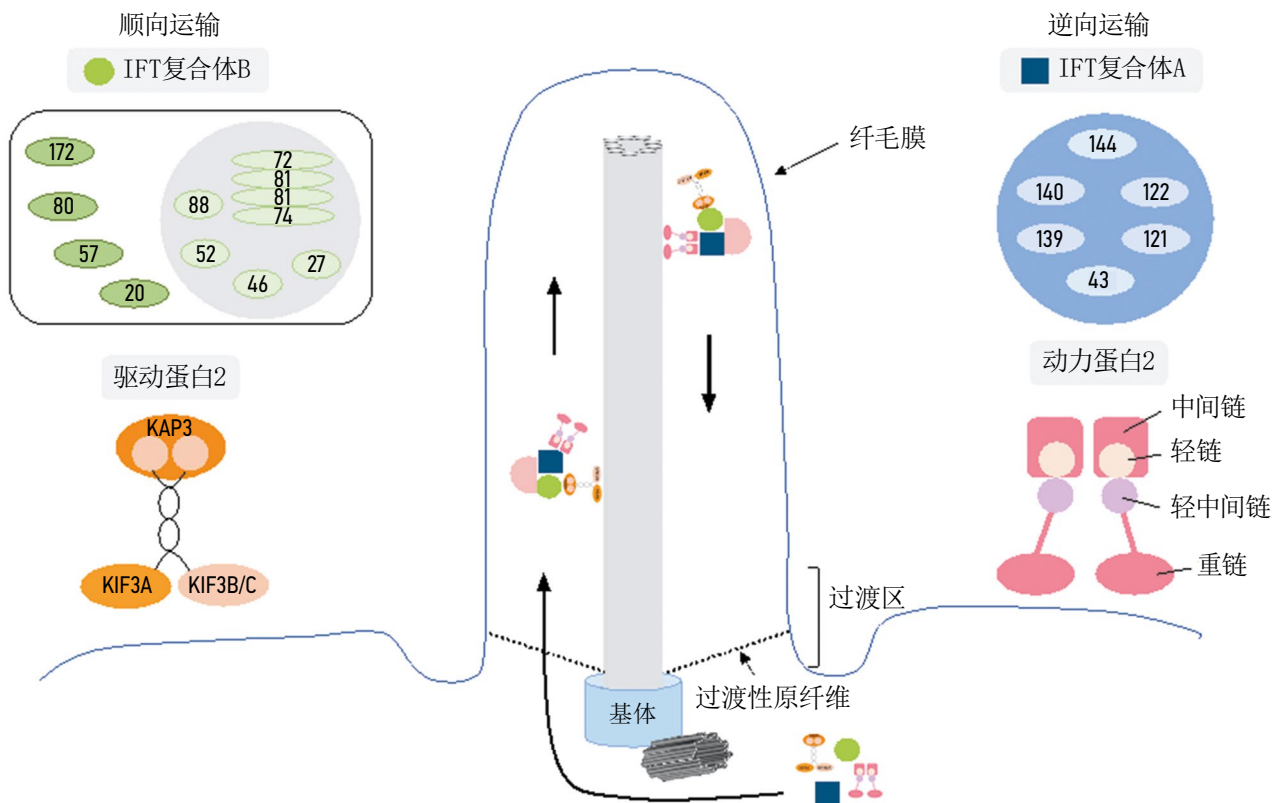 顺向运输
IFT复合体B
172
80
57
20
72
81
81
74
88
52
46
27
驱动蛋白2
KAP3
KIF3A
KIF3B/C
纤毛膜
过渡区
过渡性原纤维
基体
逆向运输
IFT复合体A
144
140
122
139
121
43
动力蛋白2
中间链
轻链
轻中间链
重链